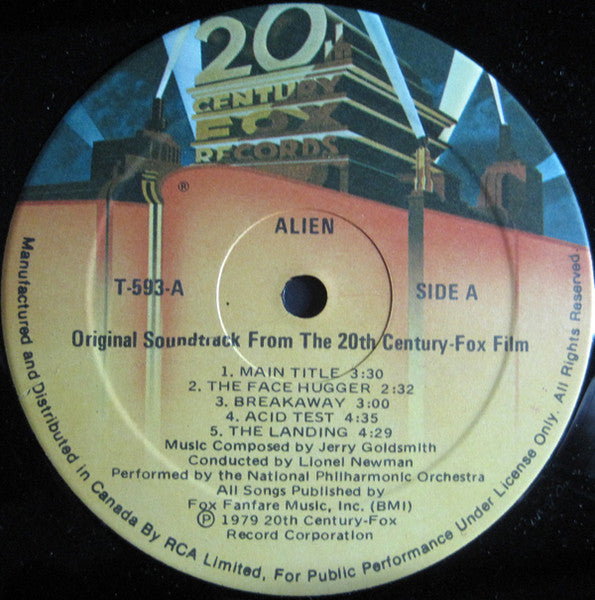 20th
CENTURY
FOX
RECORDS
®
ALIEN
T-593-A
SIDE A
Original Soundtrack From The 20th Century-Fox Film
1. MAIN TITLE 3:30
2. THE FACE HUGGER 2:32
3. BREAKAWAY 3:00
4. ACID TEST 4:35
5. THE LANDING 4:29
Music Composed by Jerry Goldsmith
Conducted by Lionel Newman
Performed by the National Philharmonic Orchestra
All Songs Published by
Fox Fanfare Music, Inc. (BMI)
Ⓟ 1979 20th Century-Fox
Record Corporation
Manufactured and Distributed in Canada By RCA Limited, For Public Performance Under License Only. All Rights Reserved.